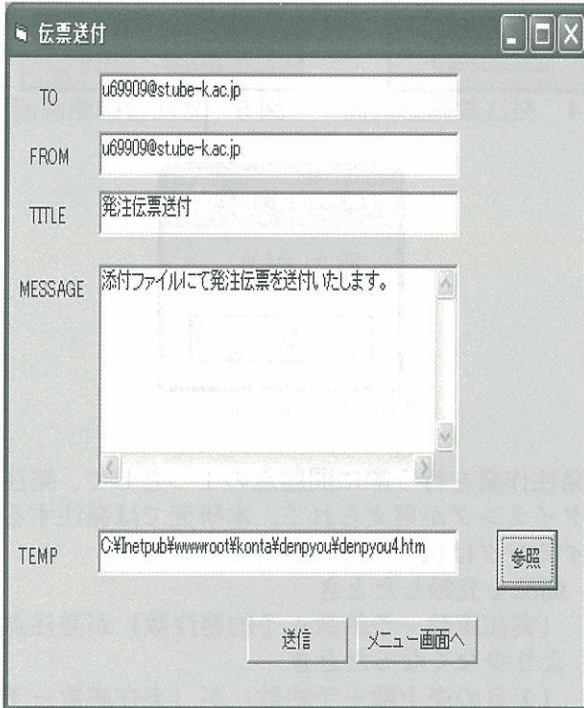 伝票送付
TO
u69909@st.ube-k.ac.jp
FROM
u69909@st.ube-k.ac.jp
TITLE
発注伝票送付
MESSAGE
添付ファイルにて発注伝票を送付いたします。
TEMP
C:¥Inetpub¥wwwroot¥konta¥denpyou¥denpyou4.htm
参照
送信
メニュー画面へ